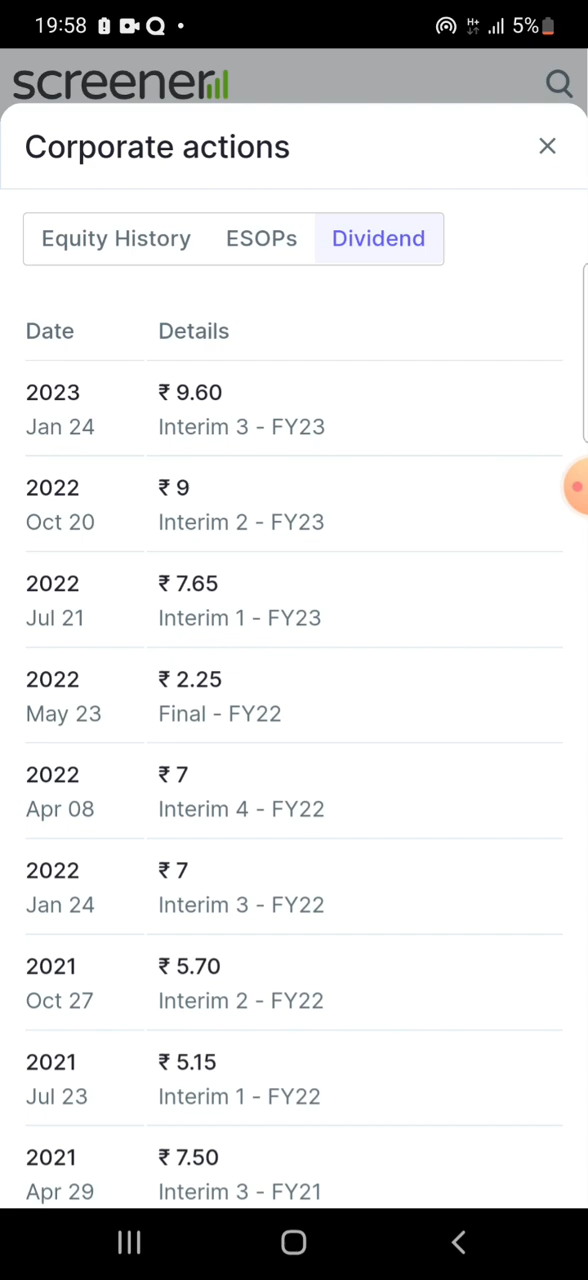 19:58
H+
5%
screener
Corporate actions
Equity History ESOPs Dividend
Date Details
2023 ₹ 9.60
Jan 24 Interim 3 - FY23
2022 ₹ 9
Oct 20 Interim 2 - FY23
2022 ₹ 7.65
Jul 21 Interim 1 - FY23
2022 ₹ 2.25
May 23 Final - FY22
2022 ₹ 7
Apr 08 Interim 4 - FY22
2022 ₹ 7
Jan 24 Interim 3 - FY22
2021 ₹ 5.70
Oct 27 Interim 2 - FY22
2021 ₹ 5.15
Jul 23 Interim 1 - FY22
2021 ₹ 7.50
Apr 29 Interim 3 - FY21